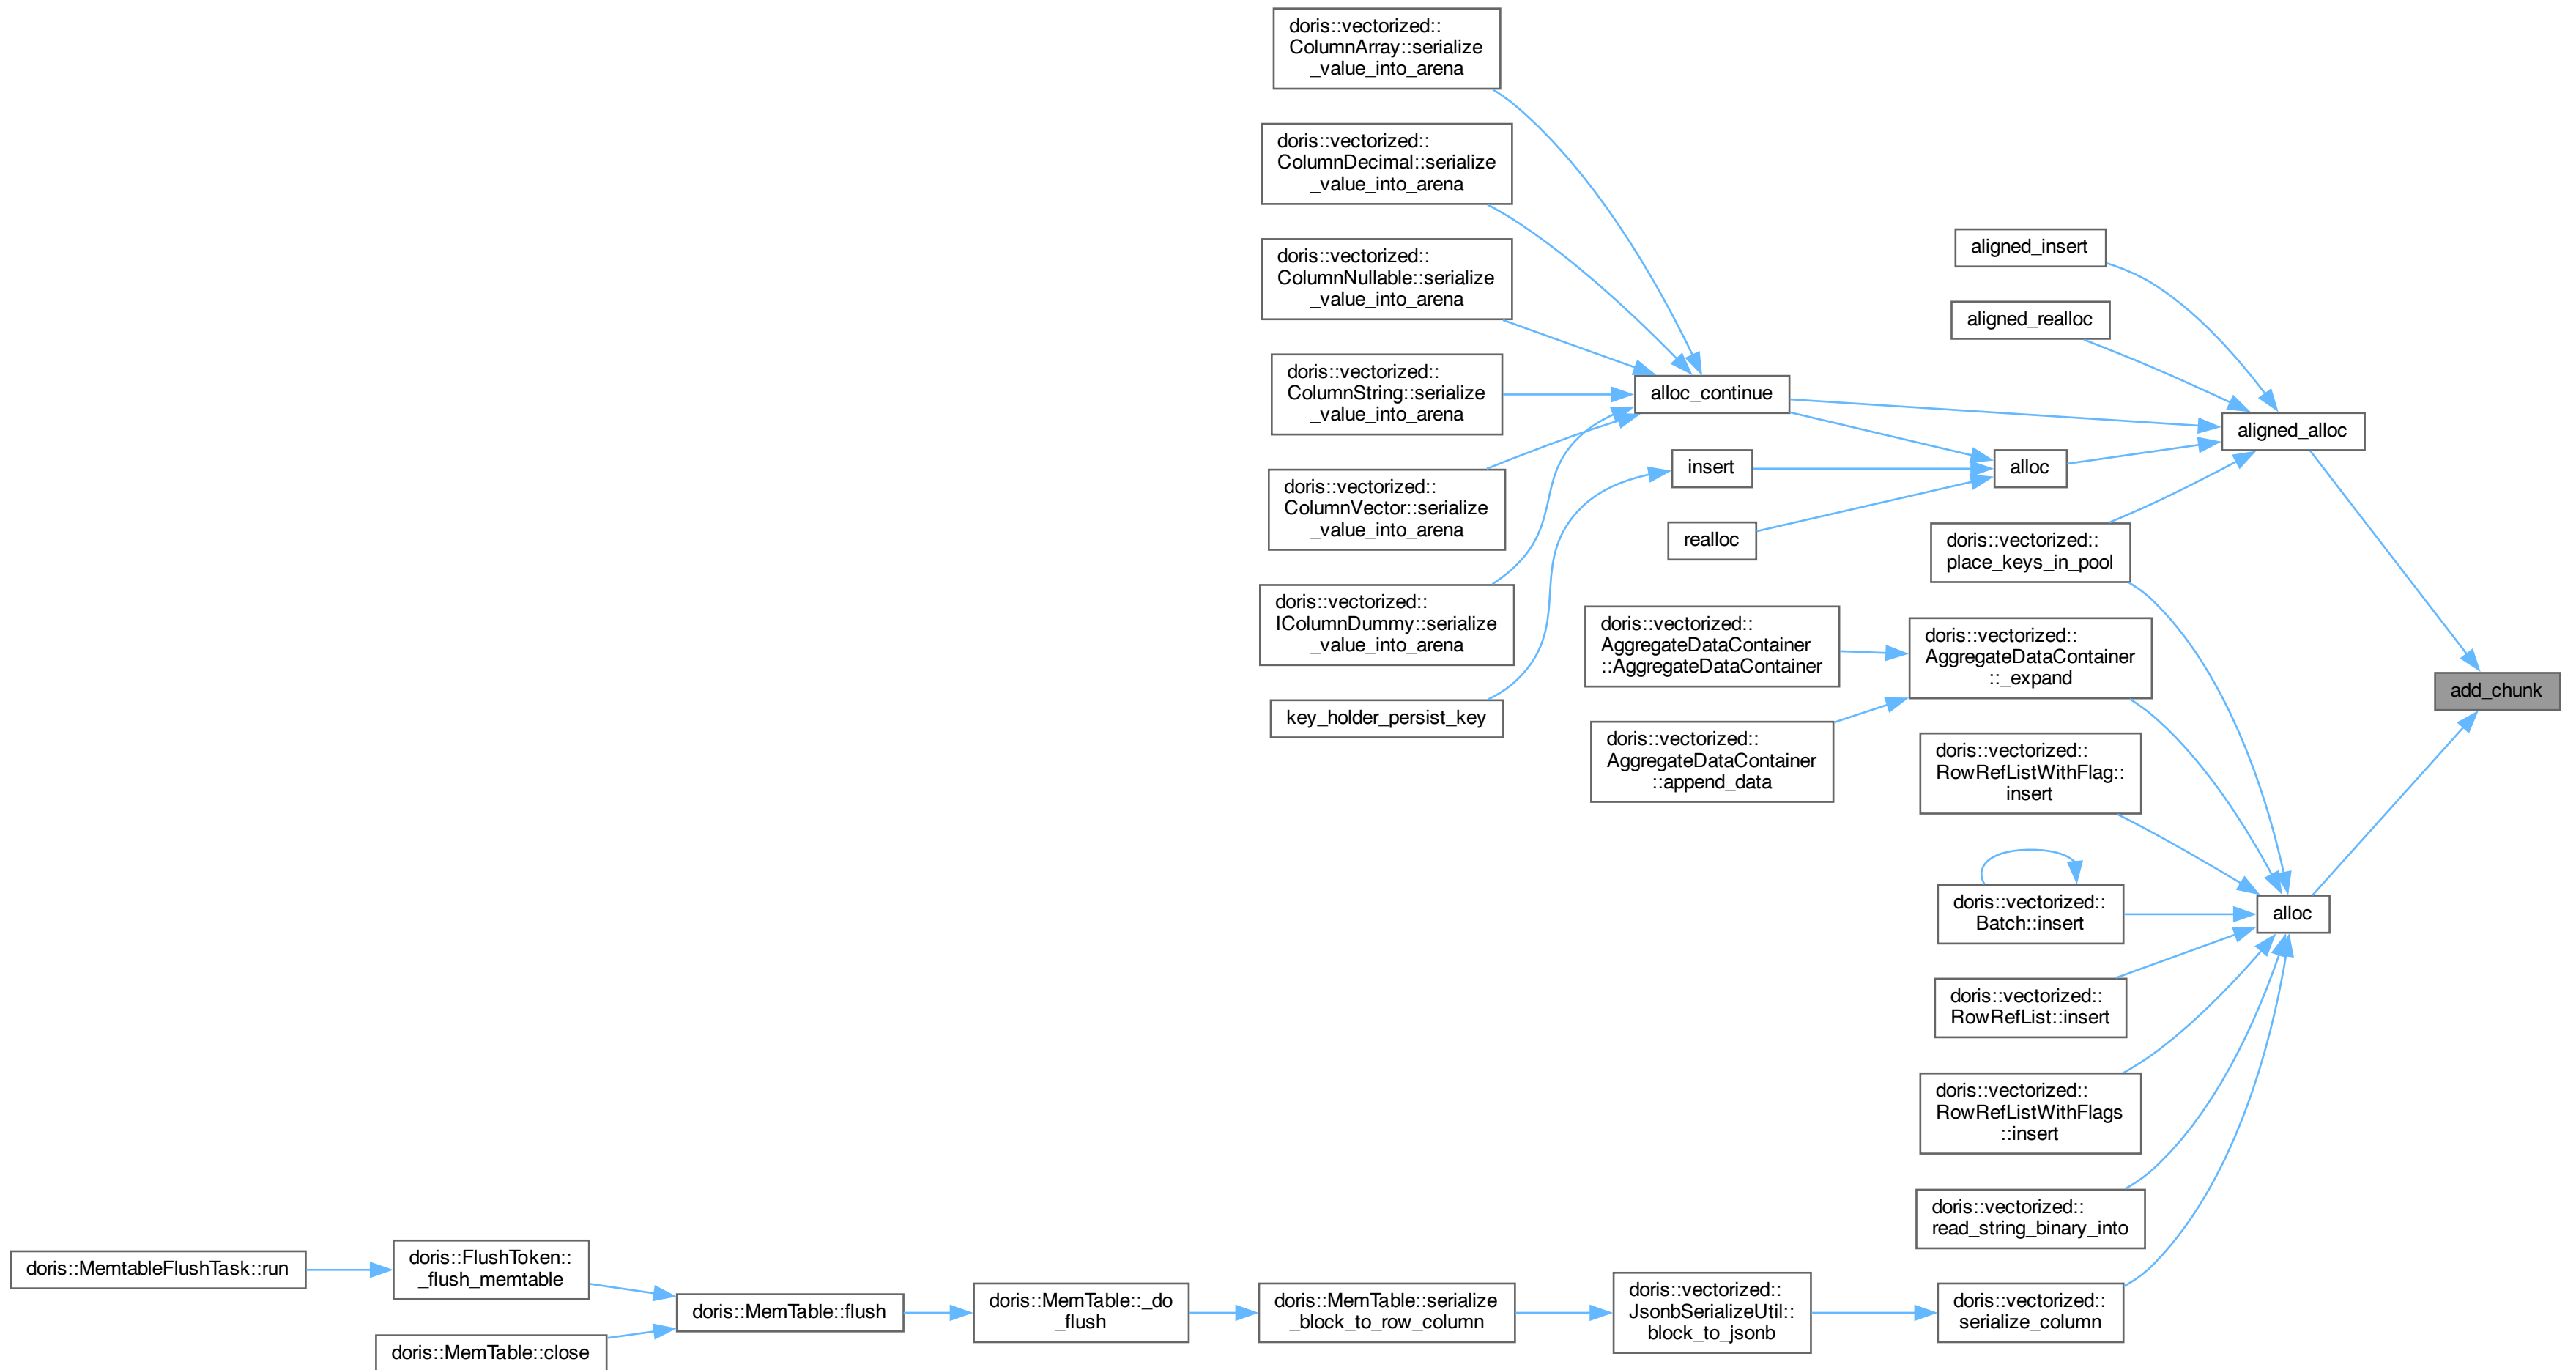 doris::vectorized::
ColumnArray::serialize
_value_into_arena
doris::vectorized::
ColumnDecimal::serialize
_value_into_arena
doris::vectorized::
ColumnNullable::serialize
_value_into_arena
doris::vectorized::
ColumnString::serialize
_value_into_arena
doris::vectorized::
ColumnVector::serialize
_value_into_arena
doris::vectorized::
IColumnDummy::serialize
_value_into_arena
key_holder_persist_key
alloc_continue
insert
realloc
alloc
aligned_insert
aligned_realloc
aligned_alloc
add_chunk
doris::vectorized::
place_keys_in_pool
doris::vectorized::
AggregateDataContainer
::AggregateDataContainer
doris::vectorized::
AggregateDataContainer
::append_data
doris::vectorized::
AggregateDataContainer
::_expand
doris::vectorized::
RowRefListWithFlag::
insert
doris::vectorized::
Batch::insert
alloc
doris::vectorized::
RowRefList::insert
doris::vectorized::
RowRefListWithFlags
::insert
doris::vectorized::
read_string_binary_into
doris::MemtableFlushTask::run
doris::FlushToken::
_flush_memtable
doris::MemTable::close
doris::MemTable::flush
doris::MemTable::_do
_flush
doris::MemTable::serialize
_block_to_row_column
doris::vectorized::
JsonbSerializeUtil::
block_to_jsonb
doris::vectorized::
serialize_column